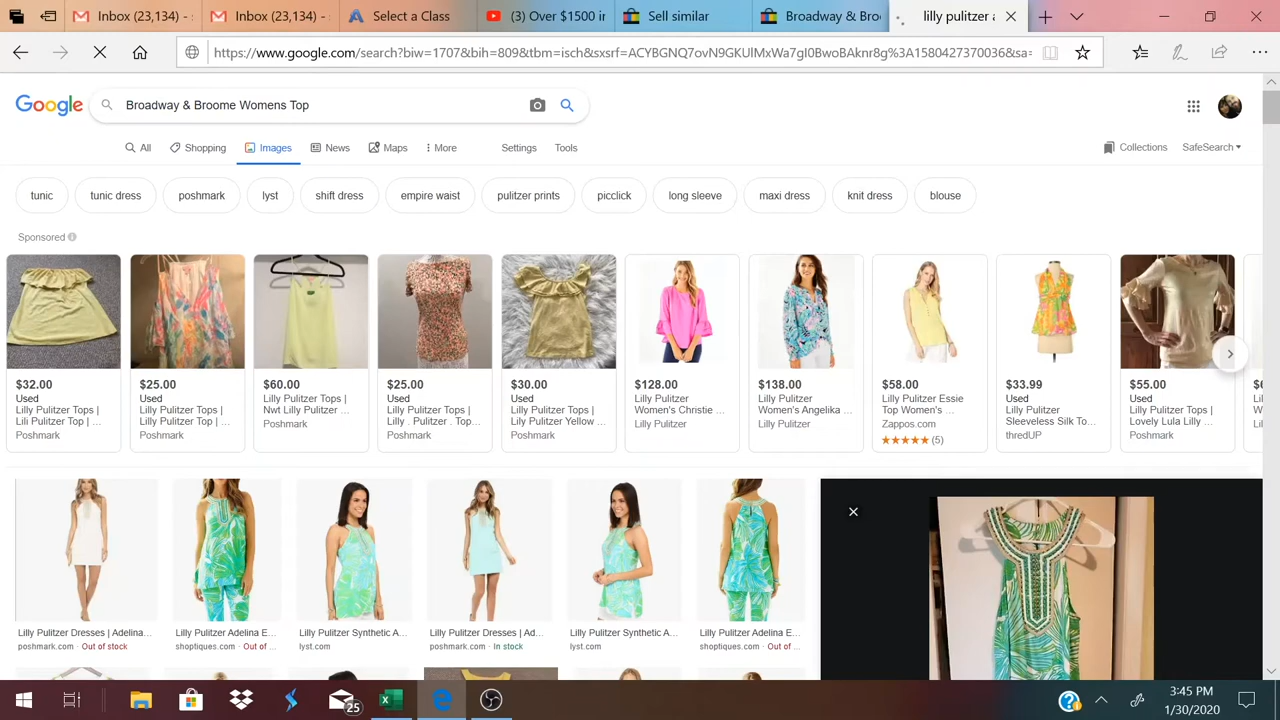 Inbox (23,134) -
Inboxes (23,134) -
Select a Class
(3) Over $1500 in
Sell similar
Broadway & Bro
lilly pulitzer a
https://www.google.com/search?biw=1707&bih=809&tbm=isch&sxsrf=ACYBGNQ7ovN9GKUlMxWa7gI0BwoBAknr8g%3A1580427370036&sa=
Google
Broadway & Broome Womens Top
All
Shopping
Images
News
Maps
More
Settings
Tools
Collections
SafeSearch
tunic
tunic dress
poshmark
lyst
shift dress
empire waist
pulitzer prints
picclick
long sleeve
maxi dress
knit dress
blouse
Sponsored
$32.00
Used
Lilly Pulitzer Tops |
Lili Pulitzer Top | ...
Poshmark
$25.00
Used
Lilly Pulitzer Tops |
Lilly Pulitzer Top | ...
Poshmark
$60.00
Lilly Pulitzer Tops |
Nwt Lilly Pulitzer ...
Poshmark
$25.00
Used
Lilly Pulitzer Tops |
Lilly . Pulitzer . Top...
Poshmark
$30.00
Used
Lilly Pulitzer Tops |
Lily Pulitzer Yellow ...
Poshmark
$128.00
Lilly Pulitzer
Women's Christie ...
Lilly Pulitzer
$138.00
Lilly Pulitzer
Women's Angelika ...
Lilly Pulitzer
$58.00
Lilly Pulitzer Essie
Top Women's ...
Zappos.com
(5)
$33.99
Used
Lilly Pulitzer
Sleeveless Silk To...
thredUP
$55.00
Used
Lilly Pulitzer Tops |
Lovely Lula Lilly ...
Poshmark
Lilly Pulitzer Dresses | Adelina...
poshmark.com · Out of stock
Lilly Pulitzer Adelina E...
shoptiques.com · Out of ...
Lilly Pulitzer Synthetic A...
lyst.com
Lilly Pulitzer Dresses | Ad...
poshmark.com · In stock
Lilly Pulitzer Synthetic A...
lyst.com
Lilly Pulitzer Adelina E...
shoptiques.com · Out of ...
25
3:45 PM
1/30/2020